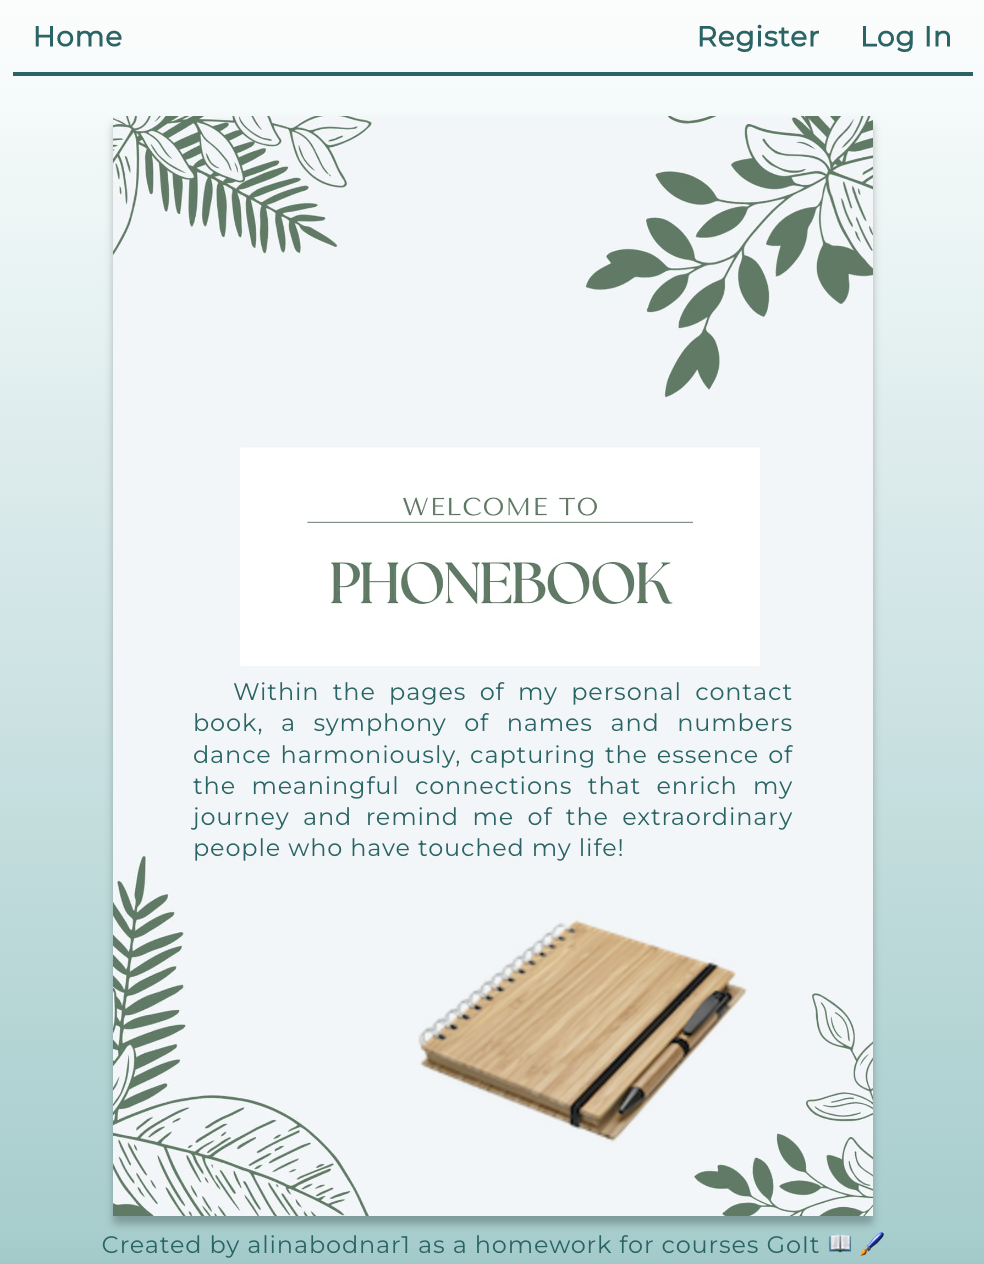 Home Register Log In
WELCOME TO
PHONEBOOK
Within the pages of my personal contact
book, a symphony of names and numbers
dance harmoniously, capturing the essence of
the meaningful connections that enrich my
journey and remind me of the extraordinary
people who have touched my life!
Created by alinabodnar1 as a homework for courses GoIt 📖 🖌️